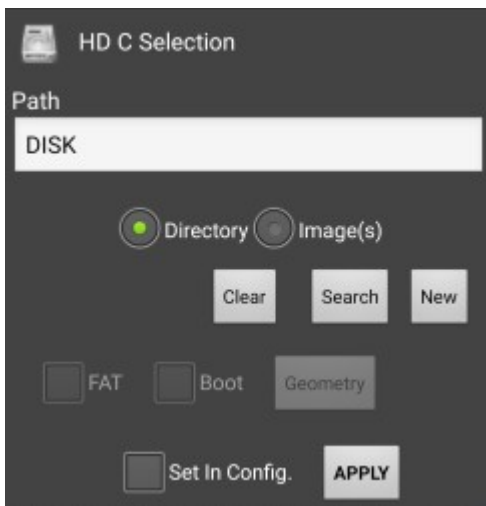 HD C Selection
Path
DISK
Directory Image(s)
Clear Search New
FAT Boot Geometry
Set In Config. APPLY